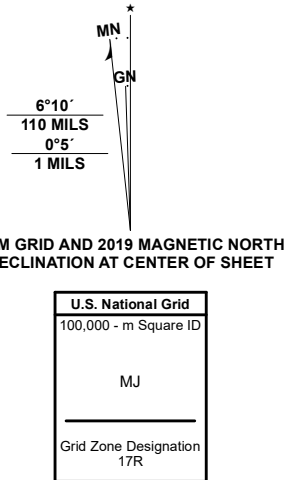 ★
MN
GN
6°10´
110 MILS
0°5´
1 MILS
M GRID AND 2019 MAGNETIC NORTH
ECLINATION AT CENTER OF SHEET
U.S. National Grid
100,000 - m Square ID
MJ
Grid Zone Designation
17R